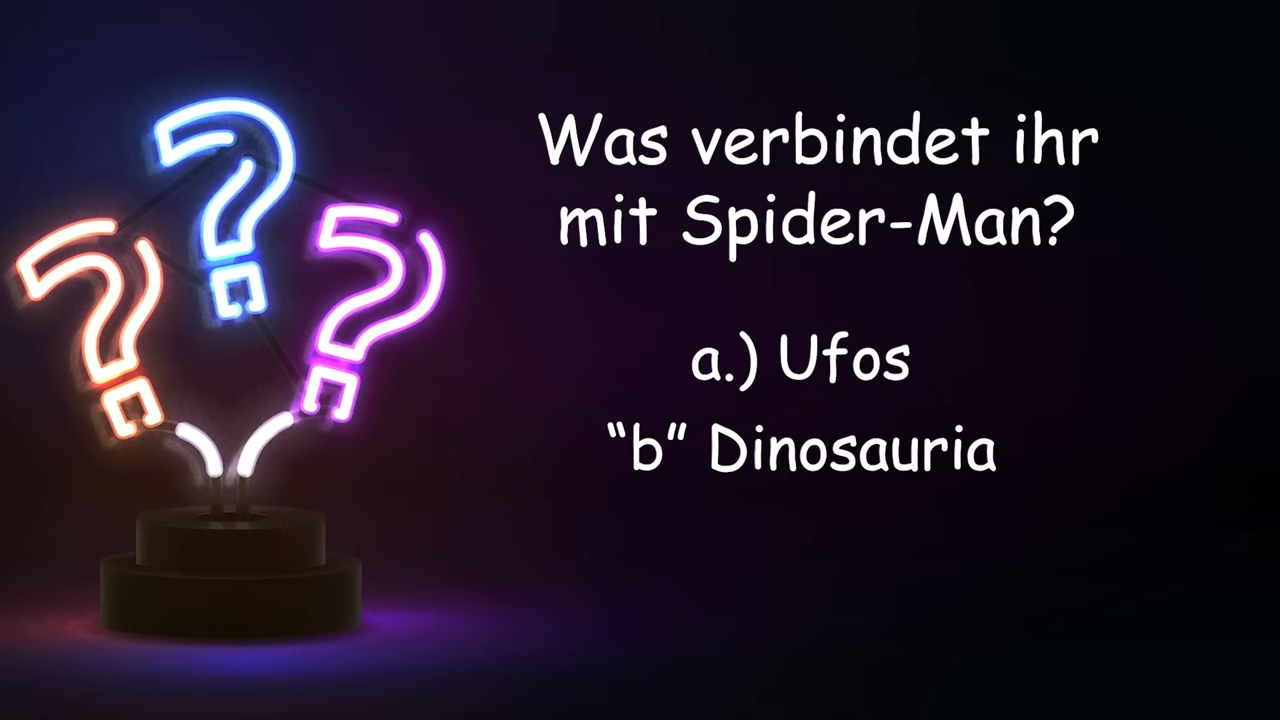 Was verbindet ihr
mit Spider-Man?
a.) Ufos
“b” Dinosauria